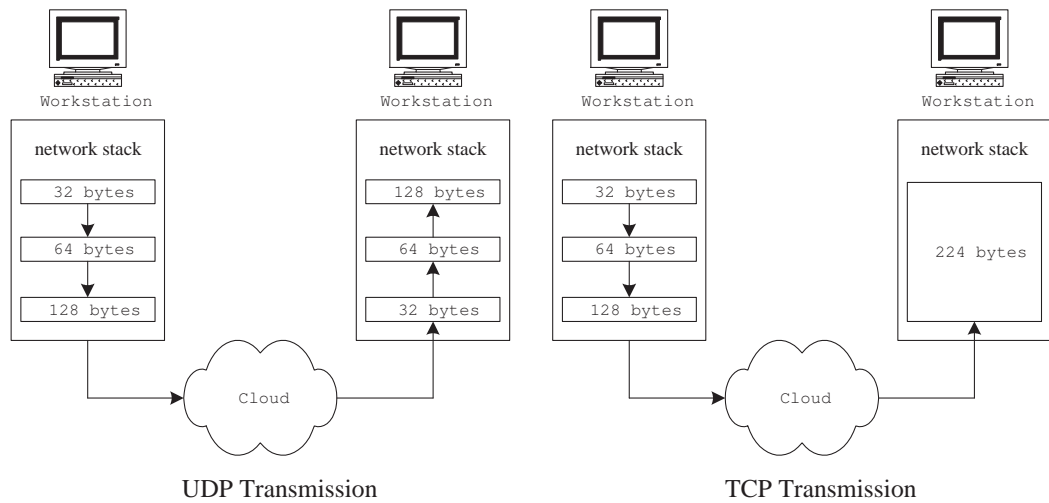 Workstation
network stack
32 bytes
64 bytes
128 bytes
Workstation
network stack
128 bytes
64 bytes
32 bytes
Cloud
UDP Transmission
Workstation
network stack
32 bytes
64 bytes
128 bytes
Workstation
network stack
224 bytes
Cloud
TCP Transmission